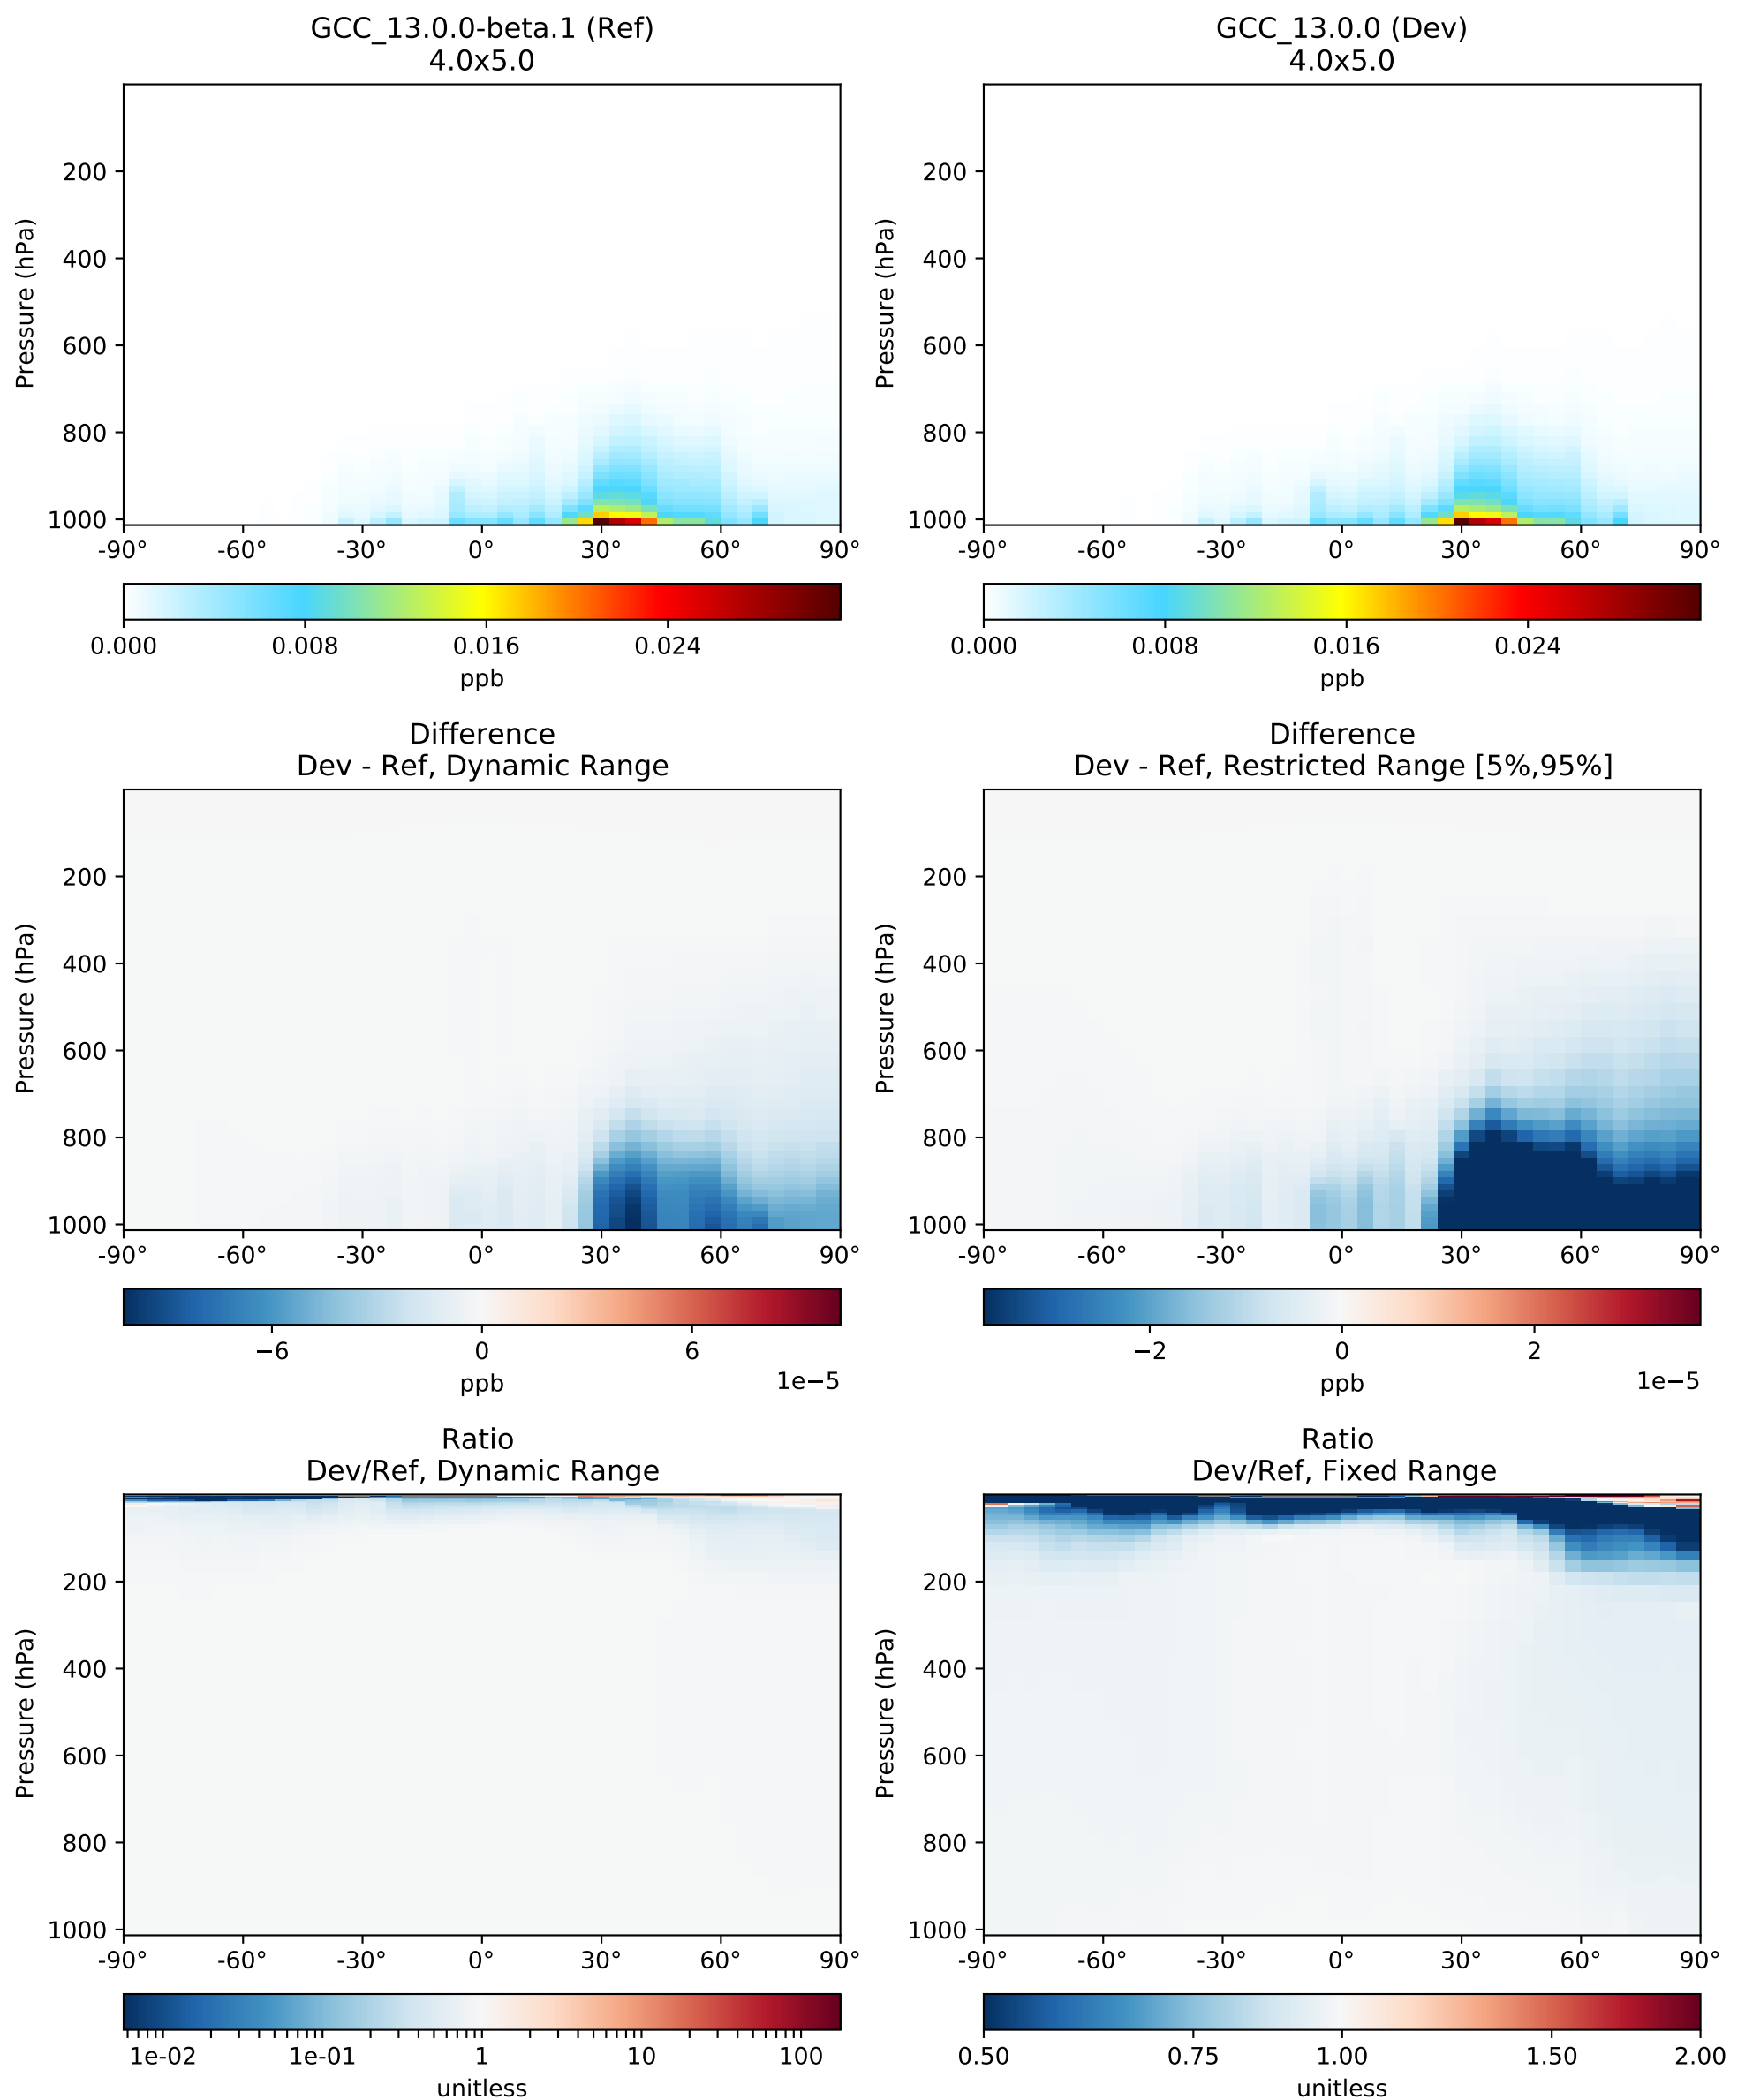 GCC_13.0.0-beta.1 (Ref)
4.0x5.0
Pressure (hPa)
200
400
600
800
1000
-90° -60° -30° 0° 30° 60° 90°
0.000 0.008 0.016 0.024
ppb
GCC_13.0.0 (Dev)
4.0x5.0
Pressure (hPa)
200
400
600
800
1000
-90° -60° -30° 0° 30° 60° 90°
0.000 0.008 0.016 0.024
ppb
Difference
Dev - Ref, Dynamic Range
Pressure (hPa)
200
400
600
800
1000
-90° -60° -30° 0° 30° 60° 90°
−6 0 6
ppb
1e−5
Difference
Dev - Ref, Restricted Range [5%,95%]
Pressure (hPa)
200
400
600
800
1000
-90° -60° -30° 0° 30° 60° 90°
−2 0 2
ppb
1e−5
Ratio
Dev/Ref, Dynamic Range
Pressure (hPa)
200
400
600
800
1000
-90° -60° -30° 0° 30° 60° 90°
1e-02 1e-01 1 10 100
unitless
Ratio
Dev/Ref, Fixed Range
Pressure (hPa)
200
400
600
800
1000
-90° -60° -30° 0° 30° 60° 90°
0.50 0.75 1.00 1.50 2.00
unitless